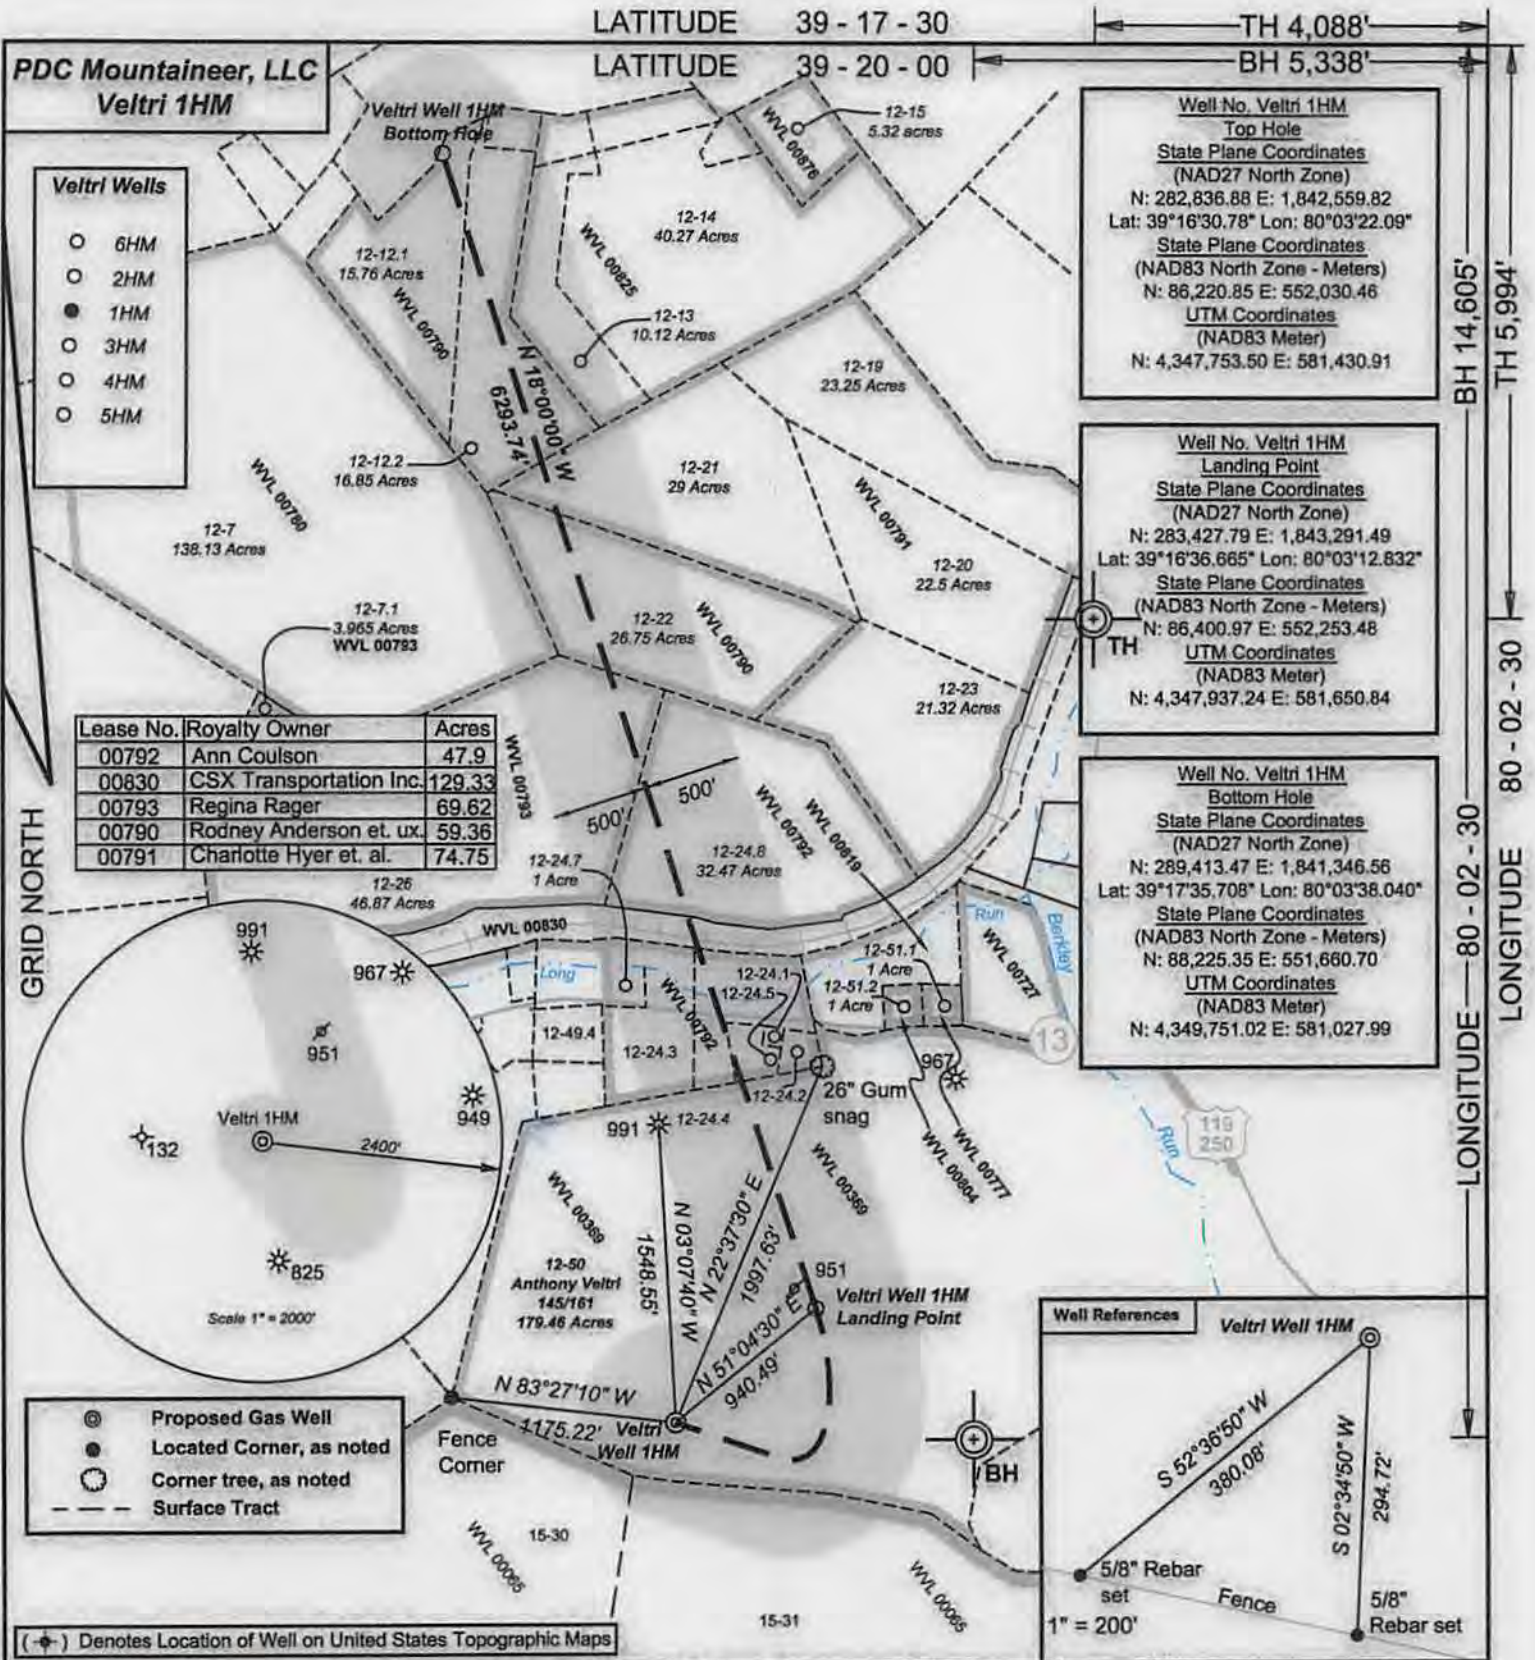 LATITUDE 39 - 17 - 30
TH 4,088'
LATITUDE 39 - 20 - 00
BH 5,338'
PDC Mountaineer, LLC
Veltri 1HM
Veltri Wells
6HM
2HM
1HM
3HM
4HM
5HM
Veltri Well 1HM
Bottom Hole
12-15
5.32 acres
WVL 00876
12-14
40.27 Acres
WVL 00825
12-12.1
15.76 Acres
WVL 00790
12-13
10.12 Acres
N 18°00'00" W
6293.74'
12-19
23.25 Acres
12-12.2
16.85 Acres
12-21
29 Acres
WVL 00780
12-7
138.13 Acres
WVL 00791
12-20
22.5 Acres
12-7.1
3.965 Acres
WVL 00793
12-22
26.75 Acres
WVL 00790
TH
12-23
21.32 Acres
Well No. Veltri 1HM
Top Hole
State Plane Coordinates
(NAD27 North Zone)
N: 282,836.88 E: 1,842,559.82
Lat: 39°16'30.78" Lon: 80°03'22.09"
State Plane Coordinates
(NAD83 North Zone - Meters)
N: 86,220.85 E: 552,030.46
UTM Coordinates
(NAD83 Meter)
N: 4,347,753.50 E: 581,430.91
Well No. Veltri 1HM
Landing Point
State Plane Coordinates
(NAD27 North Zone)
N: 283,427.79 E: 1,843,291.49
Lat: 39°16'36.665" Lon: 80°03'12.832"
State Plane Coordinates
(NAD83 North Zone - Meters)
N: 86,400.97 E: 552,253.48
UTM Coordinates
(NAD83 Meter)
N: 4,347,937.24 E: 581,650.84
Well No. Veltri 1HM
Bottom Hole
State Plane Coordinates
(NAD27 North Zone)
N: 289,413.47 E: 1,841,346.56
Lat: 39°17'35.708" Lon: 80°03'38.040"
State Plane Coordinates
(NAD83 North Zone - Meters)
N: 88,225.35 E: 551,660.70
UTM Coordinates
(NAD83 Meter)
N: 4,349,751.02 E: 581,027.99
BH 14,605'
TH 5,994'
LONGITUDE 80 - 02 - 30
LONGITUDE 80 - 02 - 30
Lease No. Royalty Owner Acres
00792 Ann Coulson 47.9
00830 CSX Transportation Inc. 129.33
00793 Regina Rager 69.62
00790 Rodney Anderson et. ux. 59.36
00791 Charlotte Hyer et. al. 74.75
GRID NORTH
WVL 00793
500'
500'
WVL 00792
WVL 00819
12-24.7
1 Acre
12-24.8
32.47 Acres
12-26
46.87 Acres
WVL 00830
Long
Run
Berkley
Run
WVL 00727
12-51.1
1 Acre
12-51.2
1 Acre
12-24.1
12-24.5
WVL 00792
12-49.4
12-24.3
12-24.2
12-24.4
13
119
250
26" Gum
snag
967
WVL 00777
WVL 00804
991
967
951
949
Veltri 1HM
132
2400'
825
Scale 1" = 2000'
991
WVL 00369
WVL 00369
12-50
Anthony Veltri
145/161
179.46 Acres
N 03°07'40" W
1548.55'
N 22°37'30" E
1997.63'
N 51°04'30" E
940.49'
951
Veltri Well 1HM
Landing Point
N 83°27'10" W
1175.22'
Veltri
Well 1HM
Fence
Corner
BH
Proposed Gas Well
Located Corner, as noted
Corner tree, as noted
Surface Tract
WVL 00065
15-30
15-31
WVL 00065
Well References
Veltri Well 1HM
S 52°36'50" W
380.08'
S 02°34'50" W
294.72'
5/8" Rebar
set
Fence
5/8"
Rebar set
1" = 200'
( ) Denotes Location of Well on United States Topographic Maps